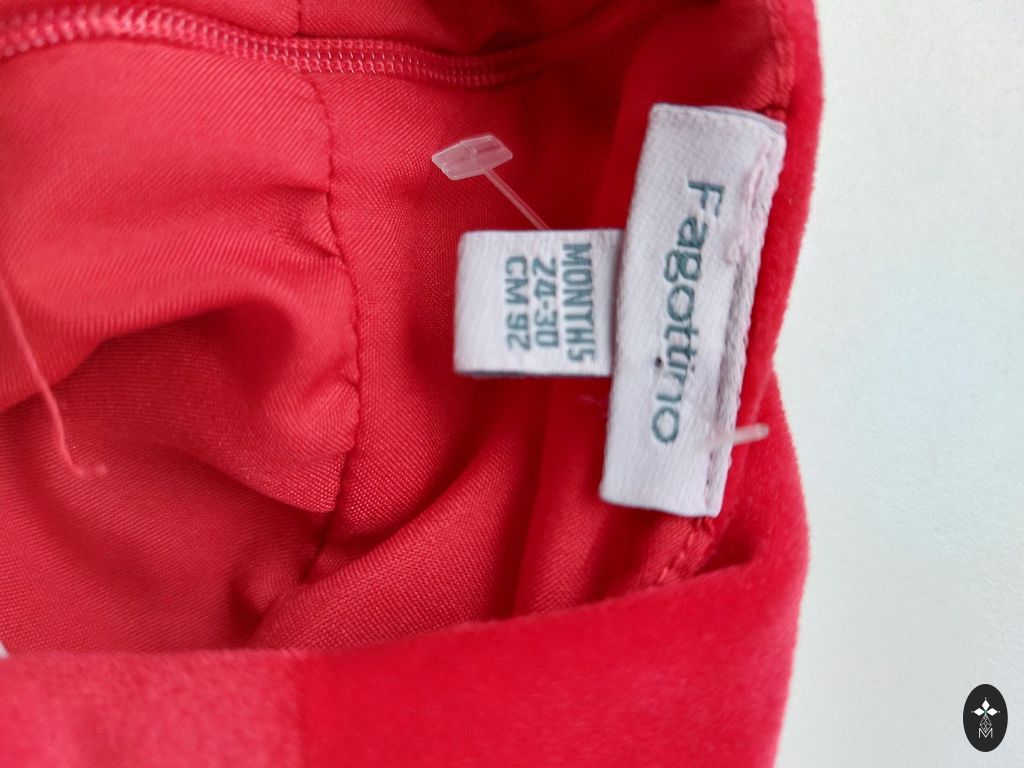 Fagottino
MONTHS
24-30
CM 92
M